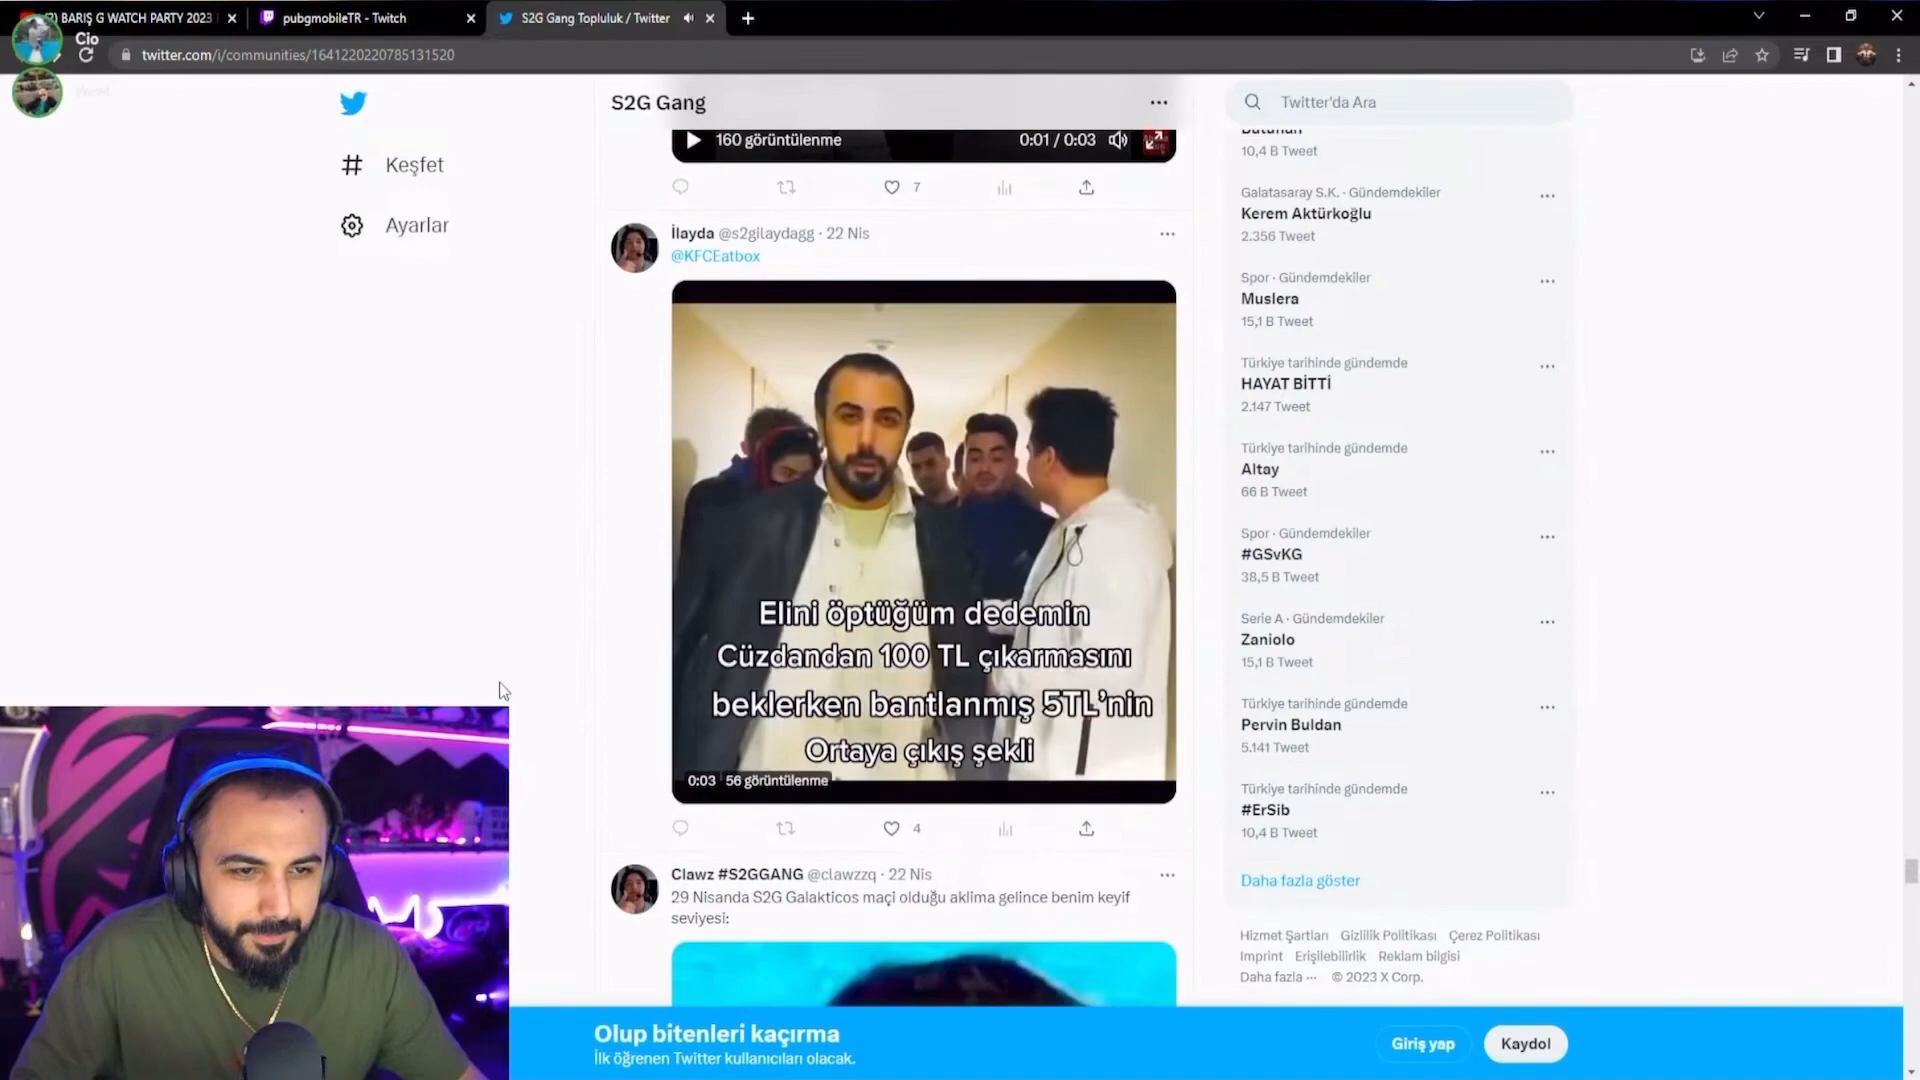 BARIŞ G WATCH PARTY 2023
pubgmobileTR - Twitch
S2G Gang Topluluk / Twitter
Cio
twitter.com/i/communities/1641220220785131520
Keşfet
Ayarlar
S2G Gang
160 görüntülenme
0:01 / 0:03
7
İlayda @s2gilaydagg · 22 Nis
@KFCEatbox
Elini öptüğüm dedemin
Cüzdandan 100 TL çıkarmasını
beklerken bantlanmış 5TL'nin
Ortaya çıkış şekli
0:03 56 görüntülenme
4
Clawz #S2GGANG @clawzzq · 22 Nis
29 Nisanda S2G Galakticos maçi olduğu aklima gelince benim keyif
seviyesi:
Twitter'da Ara
Batuhan
10,4 B Tweet
Galatasaray S.K. · Gündemdekiler
Kerem Aktürkoğlu
2.356 Tweet
Spor · Gündemdekiler
Muslera
15,1 B Tweet
Türkiye tarihinde gündemde
HAYAT BİTTİ
2.147 Tweet
Türkiye tarihinde gündemde
Altay
66 B Tweet
Spor · Gündemdekiler
#GSvKG
38,5 B Tweet
Serie A · Gündemdekiler
Zaniolo
15,1 B Tweet
Türkiye tarihinde gündemde
Pervin Buldan
5.141 Tweet
Türkiye tarihinde gündemde
#ErSib
10,4 B Tweet
Daha fazla göster
Hizmet Şartları Gizlilik Politikası Çerez Politikası
Imprint Erişilebilirlik Reklam bilgisi
Daha fazla ··· © 2023 X Corp.
Olup bitenleri kaçırma
İlk öğrenen Twitter kullanıcıları olacak.
Giriş yap
Kaydol